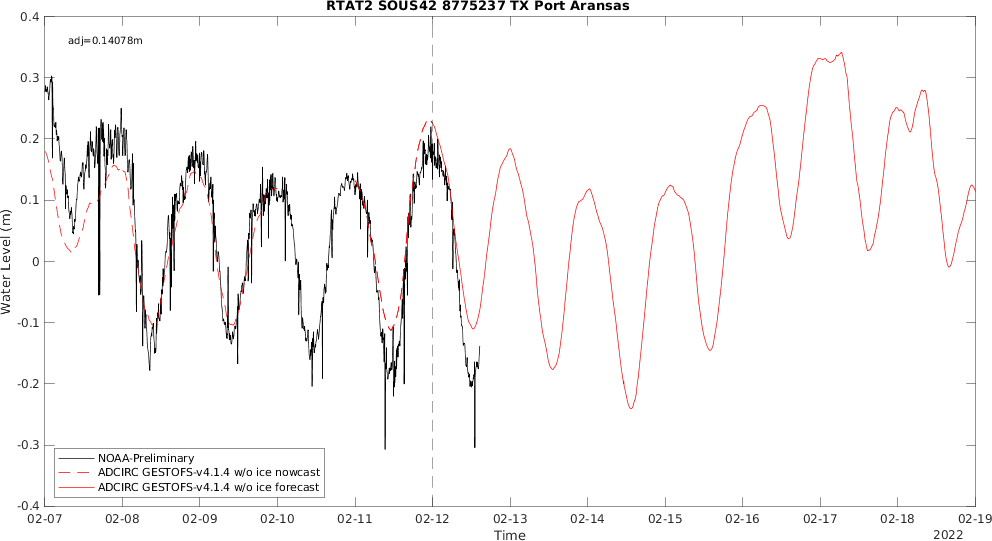 RTAT2 SOUS42 8775237 TX Port Aransas
adj=0.14078m
0.4
0.3
0.2
0.1
0
-0.1
-0.2
-0.3
-0.4
Water Level (m)
NOAA-Preliminary
ADCIRC GESTOFS-v4.1.4 w/o ice nowcast
ADCIRC GESTOFS-v4.1.4 w/o ice forecast
02-07 02-08 02-09 02-10 02-11 02-12 02-13 02-14 02-15 02-16 02-17 02-18 02-19
Time
2022